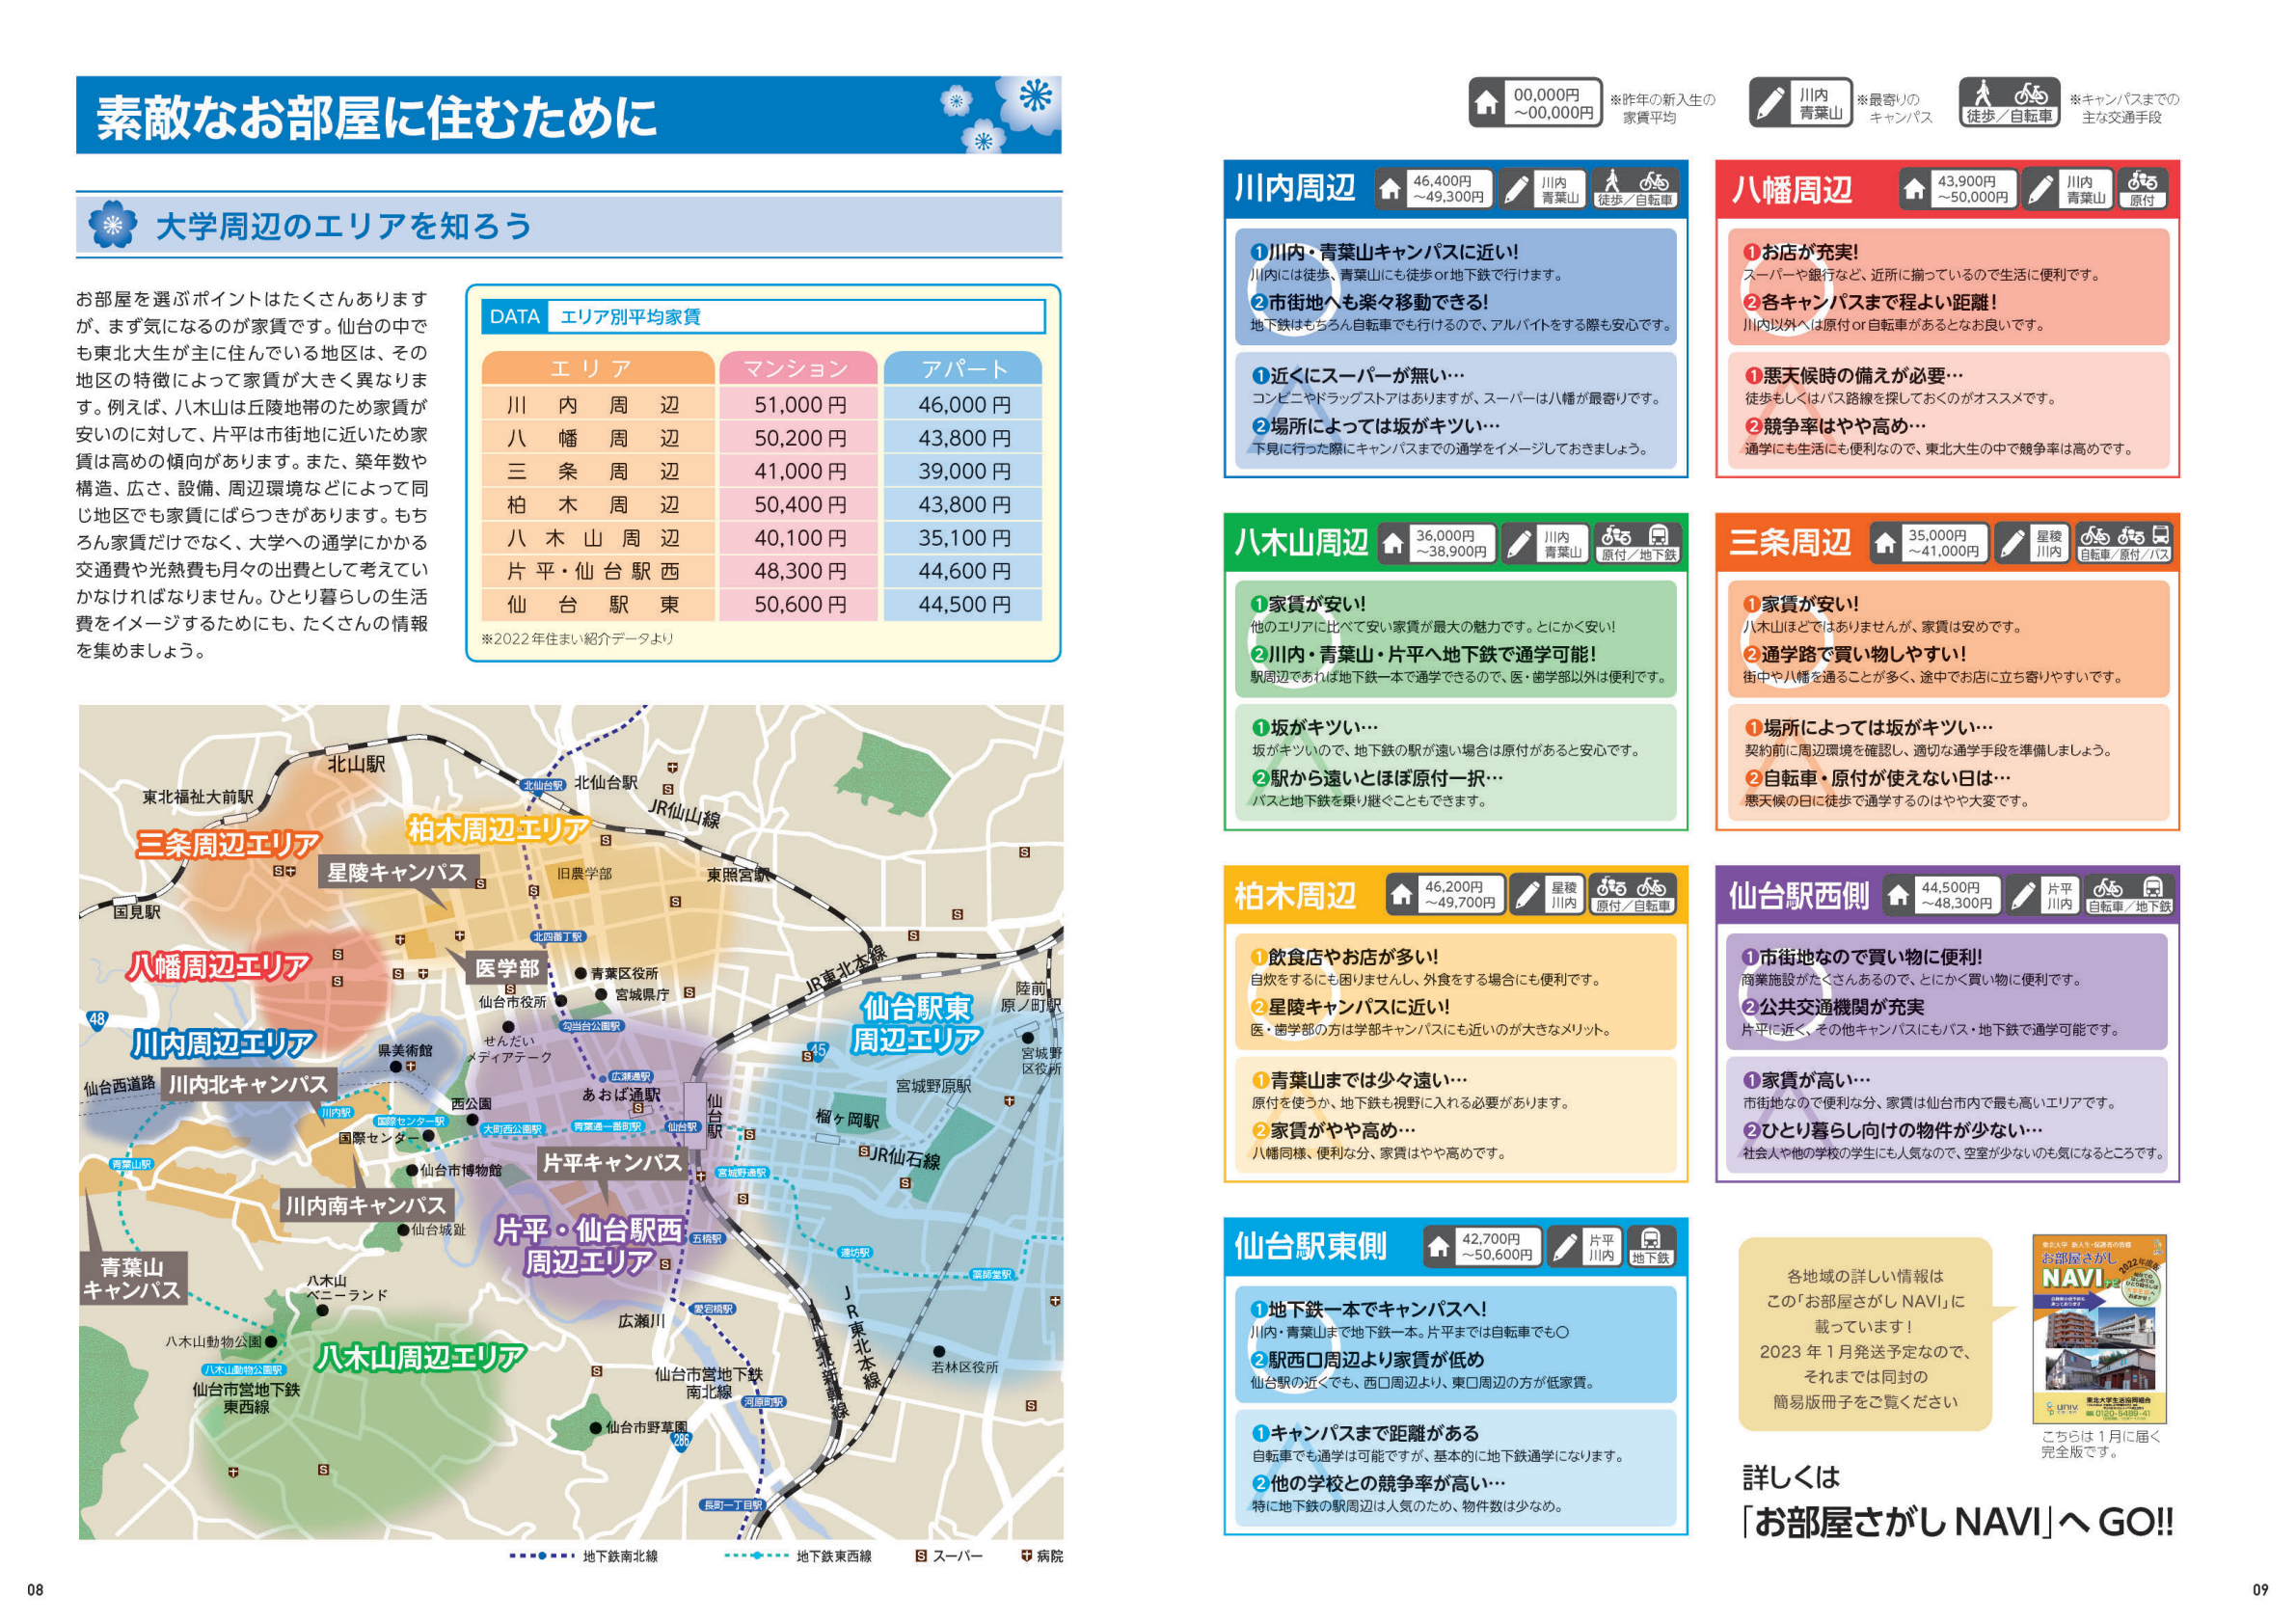 素敵なお部屋に住むために
大学周辺のエリアを知ろう
お部屋を選ぶポイントはたくさんあります
が、まず気になるのが家賃です。仙台の中で
も東北大生が主に住んでいる地区は、その
地区の特徴によって家賃が大きく異なりま
す。例えば、八木山は丘陵地帯のため家賃が
安いのに対して、片平は市街地に近いため家
賃は高めの傾向があります。また、築年数や
構造、広さ、設備、周辺環境などによって同
じ地区でも家賃にばらつきがあります。もち
ろん家賃だけでなく、大学への通学にかかる
交通費や光熱費も月々の出費として考えてい
かなければなりません。ひとり暮らしの生活
費をイメージするためにも、たくさんの情報
を集めましょう。
DATA エリア別平均家賃
エリア マンション アパート
川内周辺 51,000円 46,000円
八幡周辺 50,200円 43,800円
三条周辺 41,000円 39,000円
柏木周辺 50,400円 43,800円
八木山周辺 40,100円 35,100円
片平・仙台駅西 48,300円 44,600円
仙台駅東 50,600円 44,500円
※2022年住まい紹介データより
北山駅
東北福祉大前駅
北仙台駅
北仙台駅
JR仙山線
三条周辺エリア
柏木周辺エリア
星陵キャンパス
旧農学部
東照宮駅
国見駅
北四番丁駅
八幡周辺エリア
医学部
青葉区役所
宮城県庁
仙台市役所
JR東北本線
陸前
原ノ町駅
仙台駅東
周辺エリア
48
勾当台公園駅
川内周辺エリア
せんだい
メディアテーク
県美術館
45
宮城野
区役所
仙台西道路
川内北キャンパス
広瀬通駅
あおば通駅
宮城野原駅
川内駅
西公園
国際センター駅
国際センター
大町西公園駅
青葉通一番町駅
仙台駅
仙台駅
榴ヶ岡駅
JR仙石線
青葉山駅
仙台市博物館
片平キャンパス
宮城野通駅
川内南キャンパス
仙台城趾
片平・仙台駅西
周辺エリア
五橋駅
連坊駅
薬師堂駅
青葉山
キャンパス
八木山
ベニーランド
愛宕橋駅
広瀬川
JR東北本線
JR東北新幹線
八木山動物公園
八木山動物公園駅
八木山周辺エリア
若林区役所
仙台市営地下鉄
東西線
仙台市営地下鉄
南北線
河原町駅
仙台市野草園
286
長町一丁目駅
地下鉄南北線
地下鉄東西線
S スーパー
病院
08
00,000円
～00,000円
※昨年の新入生の
家賃平均
川内
青葉山
※最寄りの
キャンパス
徒歩／自転車
※キャンパスまでの
主な交通手段
川内周辺
46,400円
～49,300円
川内
青葉山
徒歩／自転車
❶川内・青葉山キャンパスに近い！
川内には徒歩、青葉山にも徒歩or地下鉄で行けます。
❷市街地へも楽々移動できる！
地下鉄はもちろん自転車でも行けるので、アルバイトをする際も安心です。
❶近くにスーパーが無い…
コンビニやドラッグストアはありますが、スーパーは八幡が最寄りです。
❷場所によっては坂がキツい…
下見に行った際にキャンパスまでの通学をイメージしておきましょう。
八幡周辺
43,900円
～50,000円
川内
青葉山
原付
❶お店が充実！
スーパーや銀行など、近所に揃っているので生活に便利です。
❷各キャンパスまで程よい距離！
川内以外へは原付or自転車があるとなお良いです。
❶悪天候時の備えが必要…
徒歩もしくはバス路線を探しておくのがオススメです。
❷競争率はやや高め…
通学にも生活にも便利なので、東北大生の中で競争率は高めです。
八木山周辺
36,000円
～38,900円
川内
青葉山
原付／地下鉄
❶家賃が安い！
他のエリアに比べて安い家賃が最大の魅力です。とにかく安い！
❷川内・青葉山・片平へ地下鉄で通学可能！
駅周辺であれば地下鉄一本で通学できるので、医・歯学部以外は便利です。
❶坂がキツい…
坂がキツいので、地下鉄の駅が遠い場合は原付があると安心です。
❷駅から遠いとほぼ原付一択…
バスと地下鉄を乗り継ぐこともできます。
三条周辺
35,000円
～41,000円
星稜
川内
自転車／原付／バス
❶家賃が安い！
八木山ほどではありませんが、家賃は安めです。
❷通学路で買い物しやすい！
街中や八幡を通ることが多く、途中でお店に立ち寄りやすいです。
❶場所によっては坂がキツい…
契約前に周辺環境を確認し、適切な通学手段を準備しましょう。
❷自転車・原付が使えない日は…
悪天候の日に徒歩で通学するのはやや大変です。
柏木周辺
46,200円
～49,700円
星稜
川内
原付／自転車
❶飲食店やお店が多い！
自炊をするにも困りませんし、外食をする場合にも便利です。
❷星陵キャンパスに近い！
医・歯学部の方は学部キャンパスにも近いのが大きなメリット。
❶青葉山までは少々遠い…
原付を使うか、地下鉄も視野に入れる必要があります。
❷家賃がやや高め…
八幡同様、便利な分、家賃はやや高めです。
仙台駅西側
44,500円
～48,300円
片平
川内
自転車／地下鉄
❶市街地なので買い物に便利！
商業施設がたくさんあるので、とにかく買い物に便利です。
❷公共交通機関が充実
片平に近く、その他キャンパスにもバス・地下鉄で通学可能です。
❶家賃が高い…
市街地なので便利な分、家賃は仙台市内で最も高いエリアです。
❷ひとり暮らし向けの物件が少ない…
社会人や他の学校の学生にも人気なので、空室が少ないのも気になるところです。
仙台駅東側
42,700円
～50,600円
片平
川内
地下鉄
❶地下鉄一本でキャンパスへ！
川内・青葉山まで地下鉄一本。片平までは自転車でも〇
❷駅西口周辺より家賃が低め
仙台駅の近くでも、西口周辺より、東口周辺の方が低家賃。
❶キャンパスまで距離がある
自転車でも通学は可能ですが、基本的に地下鉄通学になります。
❷他の学校との競争率が高い…
特に地下鉄の駅周辺は人気のため、物件数は少なめ。
各地域の詳しい情報は
この「お部屋さがし NAVI」に
載っています！
2023 年 1 月発送予定なので、
それまでは同封の
簡易版冊子をご覧ください
お部屋さがし
NAVI
2022年度版
univ.
東北大学生活協同組合
0120-5489-41
こちらは 1 月に届く
完全版です。
詳しくは
「お部屋さがし NAVI」へ GO!!
09